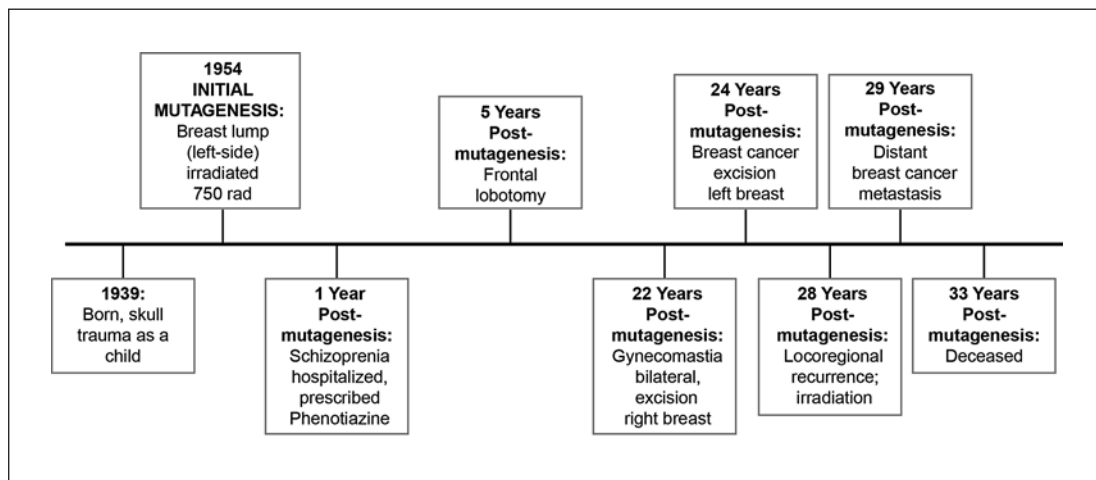 1954
INITIAL
MUTAGENESIS:
Breast lump
(left-side)
irradiated
750 rad
5 Years
Post-
mutagenesis:
Frontal
lobotomy
24 Years
Post-
mutagenesis:
Breast cancer
excision
left breast
29 Years
Post-
mutagenesis:
Distant
breast cancer
metastasis
1939:
Born, skull
trauma as a
child
1 Year
Post-
mutagenesis:
Schizoprenia
hospitalized,
prescribed
Phenotiazine
22 Years
Post-
mutagenesis:
Gynecomastia
bilateral,
excision
right breast
28 Years
Post-
mutagenesis:
Locoregional
recurrence;
irradiation
33 Years
Post-
mutagenesis:
Deceased